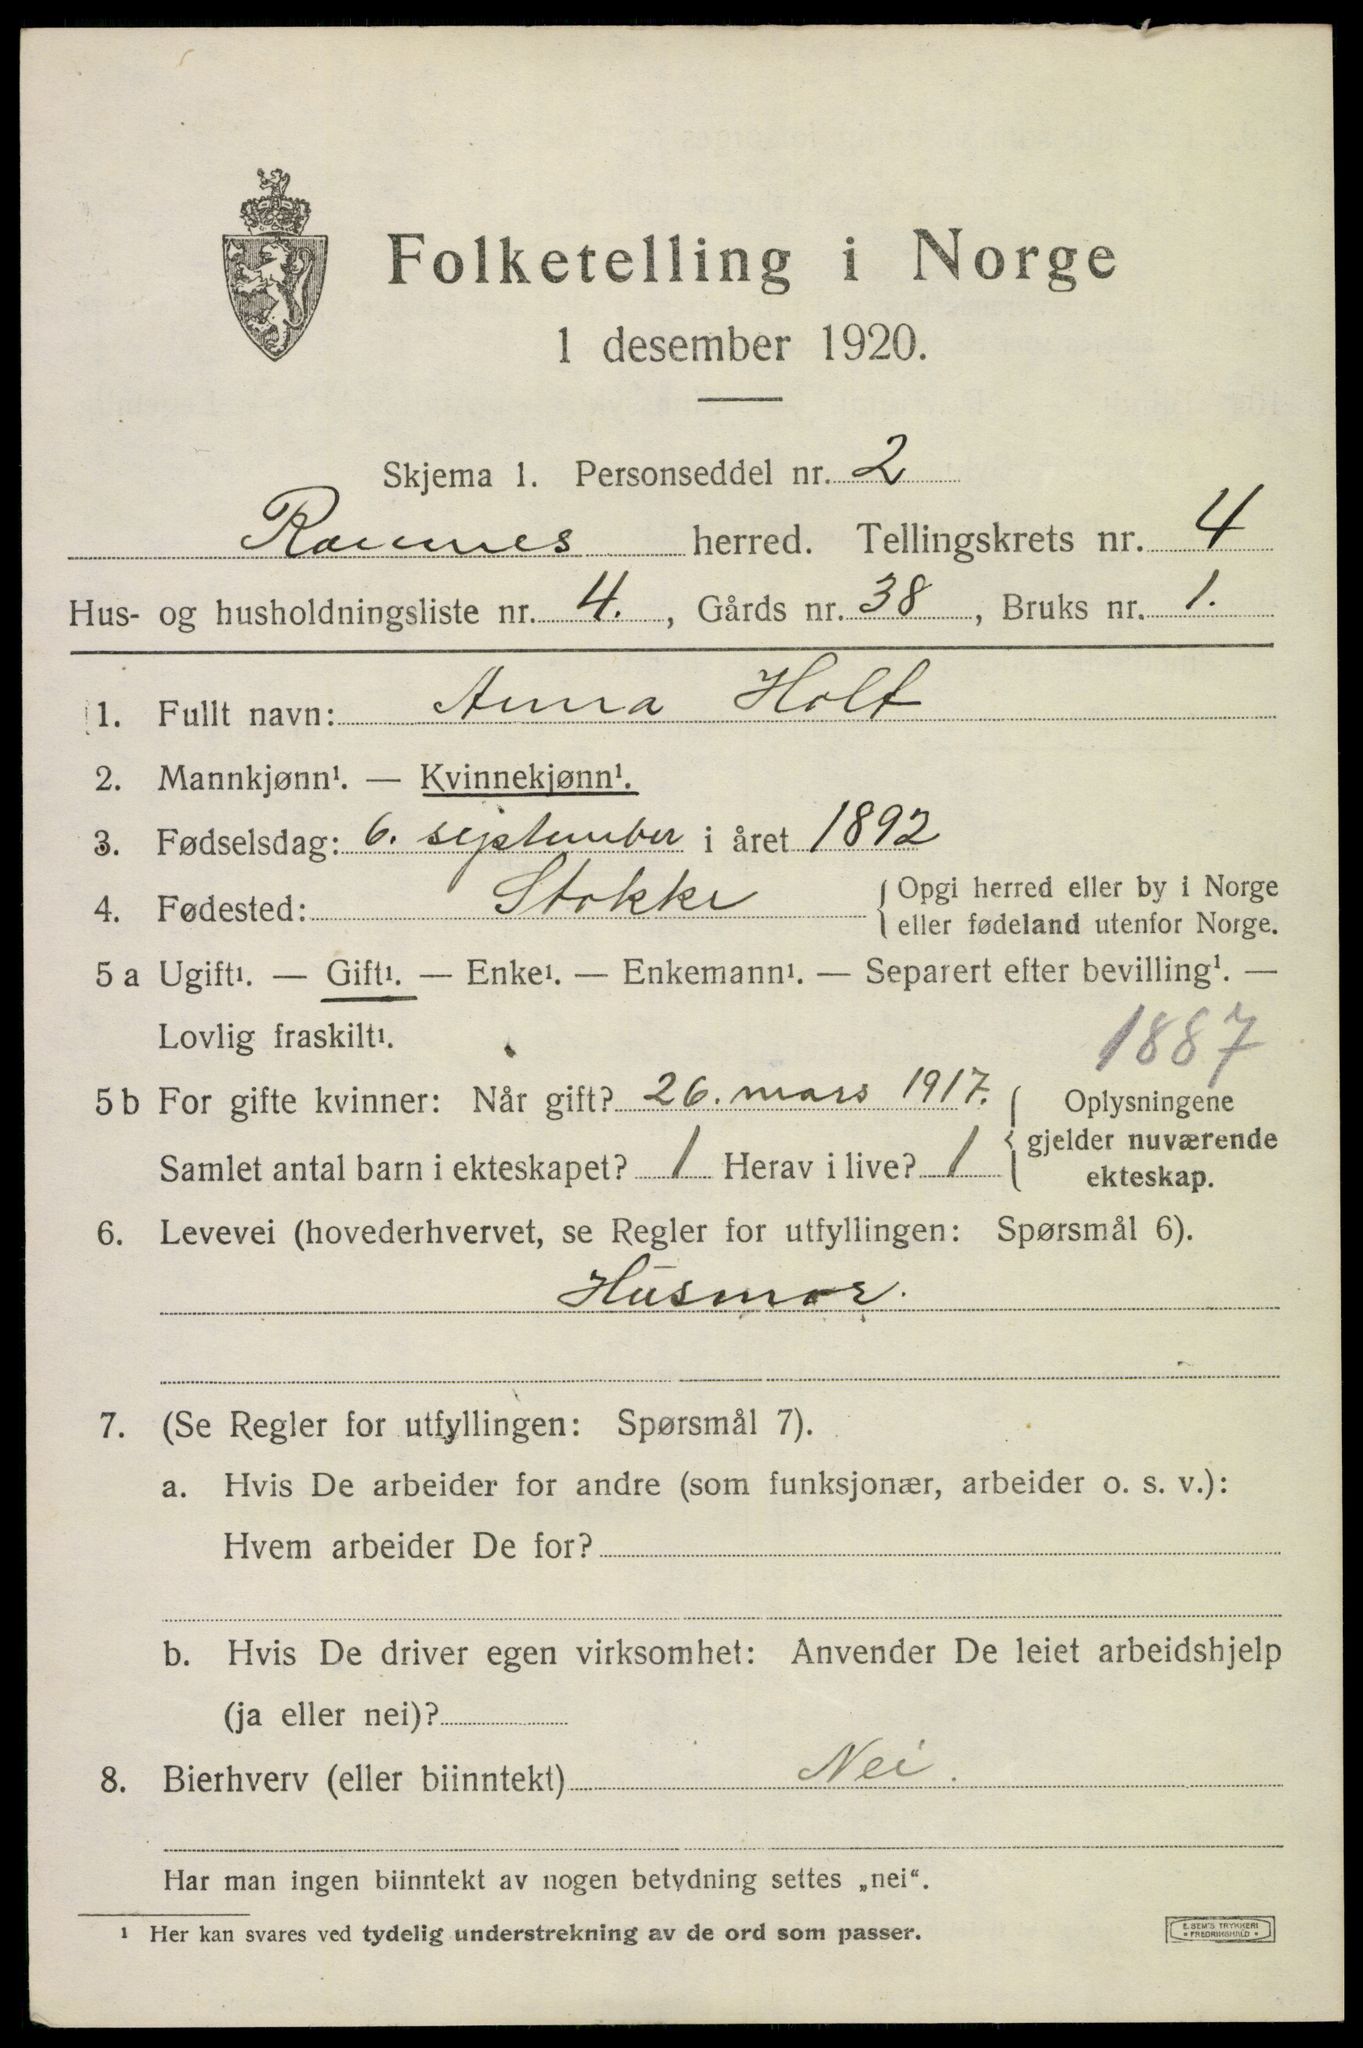 Folketelling i Norge
1 desember 1920.
Skjema 1. Personseddel nr. 2
Ramnes herred. Tellingskrets nr. 4
Hus- og husholdningsliste nr. 4., Gårds nr. 38, Bruks nr. 1.
1. Fullt navn: Anna Holt
2. Mannkjønn¹. — Kvinnekjønn¹.
3. Fødselsdag: 6. september i året 1892
4. Fødested: Stokke
{ Opgi herred eller by i Norge
eller fødeland utenfor Norge.
5 a Ugift¹. — Gift¹. — Enke¹. — Enkemann¹. — Separert efter bevilling¹. —
Lovlig fraskilt¹.
1887
5 b For gifte kvinner: Når gift? 26. mars 1917.
Samlet antal barn i ekteskapet? 1 Herav i live? 1
{ Oplysningene
gjelder nuværende
ekteskap.
6. Levevei (hovederhvervet, se Regler for utfyllingen: Spørsmål 6).
Husmor.
7. (Se Regler for utfyllingen: Spørsmål 7).
a. Hvis De arbeider for andre (som funksjonær, arbeider o. s. v.):
Hvem arbeider De for?
b. Hvis De driver egen virksomhet: Anvender De leiet arbeidshjelp
(ja eller nei)?
8. Bierhverv (eller biinntekt) Nei.
Har man ingen biinntekt av nogen betydning settes „nei“.
¹ Her kan svares ved tydelig understrekning av de ord som passer.
E. SEM'S TRYKKERI
• FREDRIKSHALD •